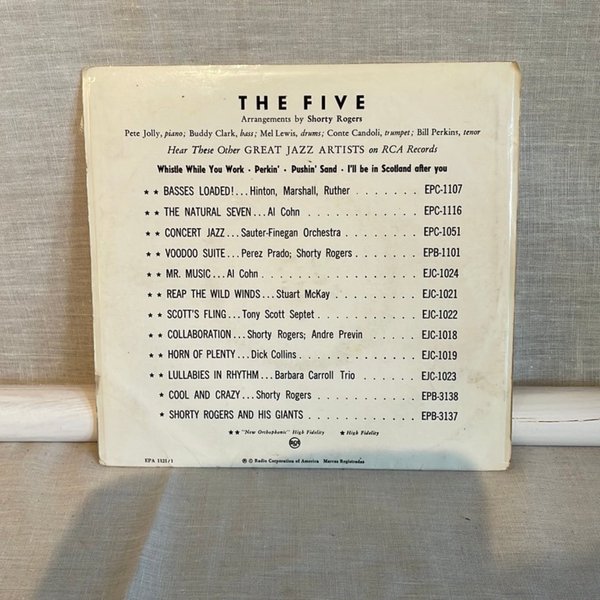 THE FIVE
Arrangements by Shorty Rogers
Pete Jolly, piano; Buddy Clark, bass; Mel Lewis, drums; Conte Candoli, trumpet; Bill Perkins, tenor
Hear These Other GREAT JAZZ ARTISTS on RCA Records
Whistle While You Work · Perkin' · Pushin' Sand · I'll be in Scotland after you
★ ★ BASSES LOADED!...Hinton, Marshall, Ruther . . . . . . . EPC-1107
★ ★ THE NATURAL SEVEN...Al Cohn . . . . . . . . . . . . EPC-1116
★ ★ CONCERT JAZZ...Sauter-Finegan Orchestra . . . . . . . . EPC-1051
★ ★ VOODOO SUITE...Perez Prado; Shorty Rogers . . . . . . . EPB-1101
★ ★ MR. MUSIC...Al Cohn . . . . . . . . . . . . . . . . EJC-1024
★ ★ REAP THE WILD WINDS...Stuart McKay . . . . . . . . . EJC-1021
★ ★ SCOTT'S FLING...Tony Scott Septet . . . . . . . . . . . EJC-1022
★ ★ COLLABORATION...Shorty Rogers; Andre Previn . . . . . . EJC-1018
★ ★ HORN OF PLENTY...Dick Collins . . . . . . . . . . . . . EJC-1019
★ ★ LULLABIES IN RHYTHM...Barbara Carroll Trio . . . . . . . EJC-1023
★ COOL AND CRAZY...Shorty Rogers . . . . . . . . . . . EPB-3138
★ SHORTY ROGERS AND HIS GIANTS . . . . . . . . . . . . EPB-3137
★★ "New Orthophonic" High Fidelity ★ High Fidelity
RCA
EPA 1121/1 ℗ © Radio Corporation of America Marcas Registradas